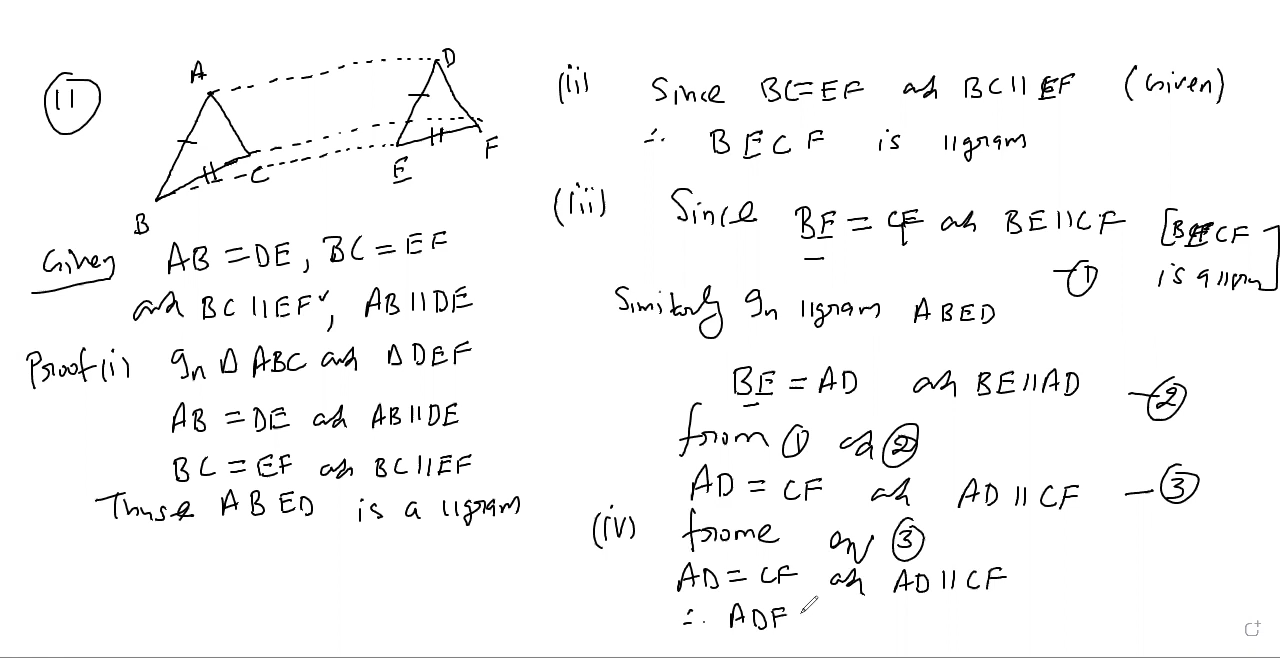 11
A
D
C
E
F
B
Given AB = DE, BC = EF
and BC || EF, AB || DE
Proof (i) In Δ ABC and Δ DEF
AB = DE and AB || DE
BC = EF and BC || EF
Thus ABED is a ||gram
(ii) Since BC = EF and BC || EF (Given)
∴ BECF is ||gram
(iii) Since BE = CF and BE || CF [BECF
— ① is a ||gm]
Similarly In ||gram ABED
BE = AD and BE || AD — ②
from ① and ②
AD = CF and AD || CF — ③
(iv) frome eqn ③
AD = CF and AD || CF
∴ ADF